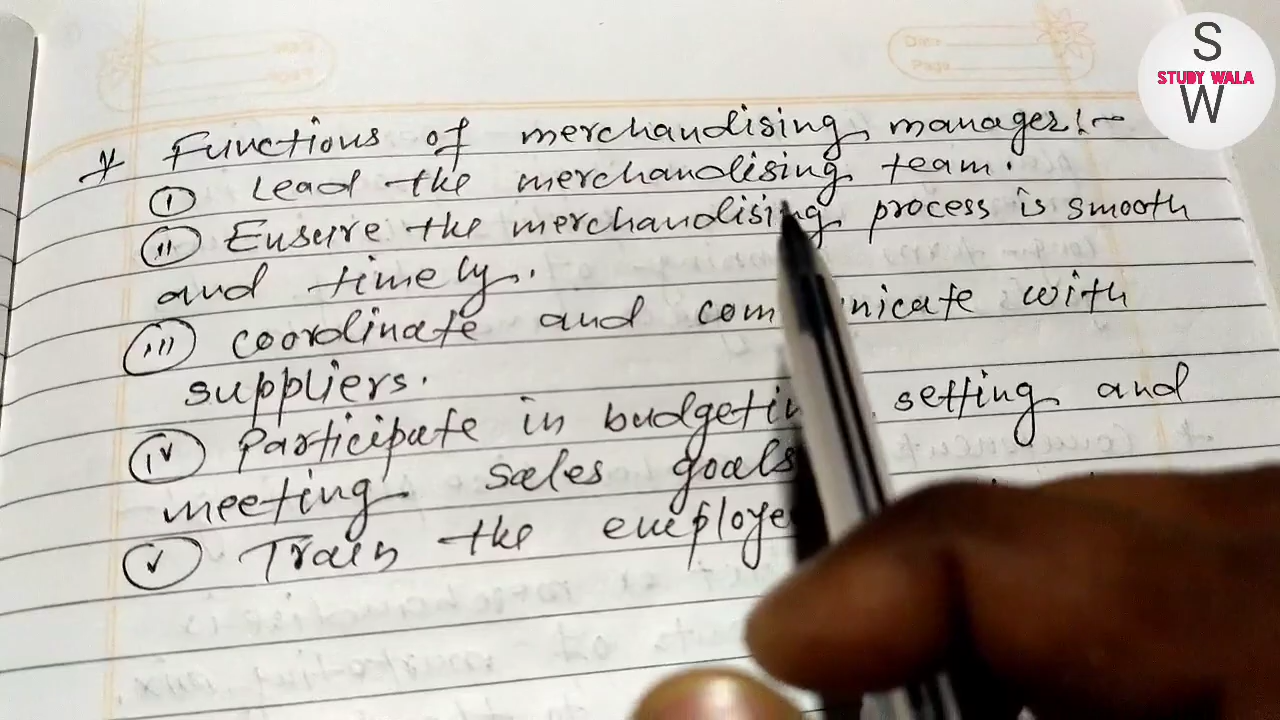 S
STUDY WALA
W
* Functions of merchandising manager:-
(i) Lead the merchandising team.
(ii) Ensure the merchandising process is smooth
and timely.
(iii) coordinate and com nicate with
suppliers.
(iv) Participate in budgetin setting and
meeting sales goals
(v) Train the employe